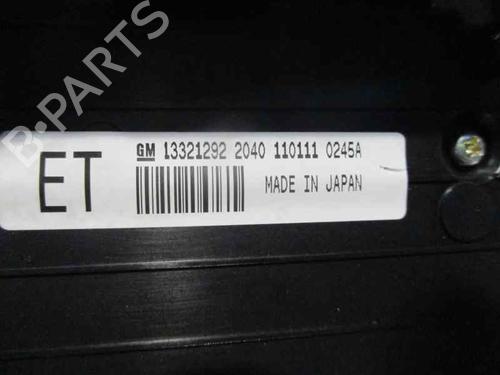 B-PARTS
ET
GM 13321292 2040 110111 0245A
MADE IN JAPAN